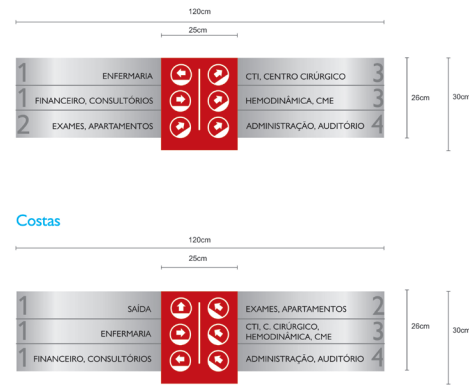 120cm
25cm
1 ENFERMARIA
CTI, CENTRO CIRÚRGICO 3
1 FINANCEIRO, CONSULTÓRIOS
HEMODINÂMICA, CME 3
2 EXAMES, APARTAMENTOS
ADMINISTRAÇÃO, AUDITÓRIO 4
26cm
30cm
Costas
120cm
25cm
1 SAÍDA
EXAMES, APARTAMENTOS 2
1 ENFERMARIA
CTI, C. CIRÚRGICO,
HEMODINÂMICA, CME 3
1 FINANCEIRO, CONSULTÓRIOS
ADMINISTRAÇÃO, AUDITÓRIO 4
26cm
30cm